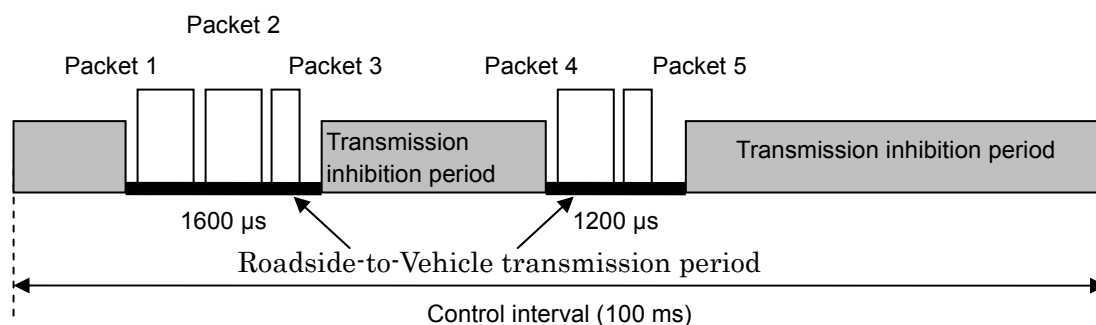 Packet 2
Packet 1
Packet 3
Packet 4
Packet 5
Transmission
inhibition period
Transmission inhibition period
1600 µs
1200 µs
Roadside-to-Vehicle transmission period
Control interval (100 ms)